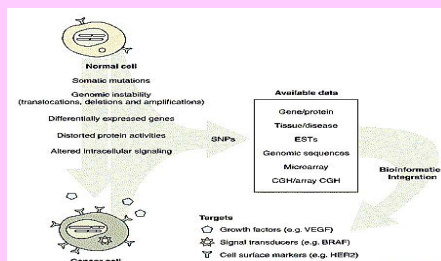 Normal cell
Somatic mutations
Genomic instability
(translocations, deletions and amplifications)
Differentially expressed genes
Distorted protein activities
Altered intracellular signaling
SNPs
Available data
Gene/protein
Tissue/disease
ESTs
Genomic sequences
Microarray
CGH/array CGH
Bioinformatic
Integration
Targets
Growth factors (e.g. VEGF)
Signal transducers (e.g. BRAF)
Cell surface markers (e.g. HER2)
Cancer cell